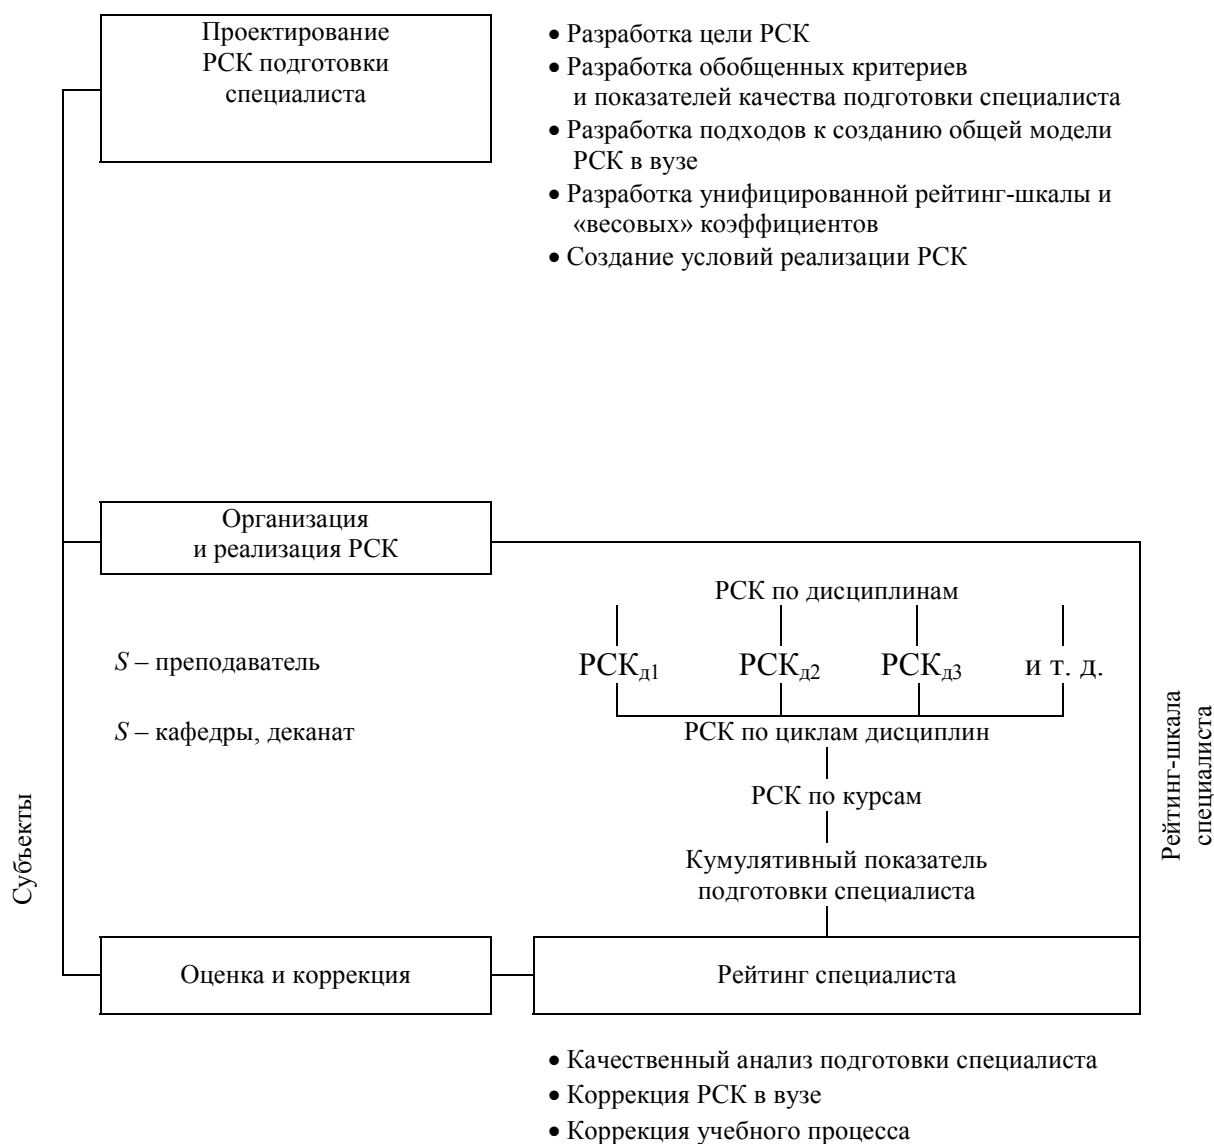 Проектирование
РСК подготовки
специалиста
• Разработка цели РСК
• Разработка обобщенных критериев
и показателей качества подготовки специалиста
• Разработка подходов к созданию общей модели
РСК в вузе
• Разработка унифицированной рейтинг-шкалы и
«весовых» коэффициентов
• Создание условий реализации РСК
Организация
и реализация РСК
РСК по дисциплинам
S – преподаватель
РСКд1 РСКд2 РСКд3 и т. д.
S – кафедры, деканат
РСК по циклам дисциплин
РСК по курсам
Кумулятивный показатель
подготовки специалиста
Субъекты
Рейтинг-шкала
специалиста
Оценка и коррекция
Рейтинг специалиста
• Качественный анализ подготовки специалиста
• Коррекция РСК в вузе
• Коррекция учебного процесса